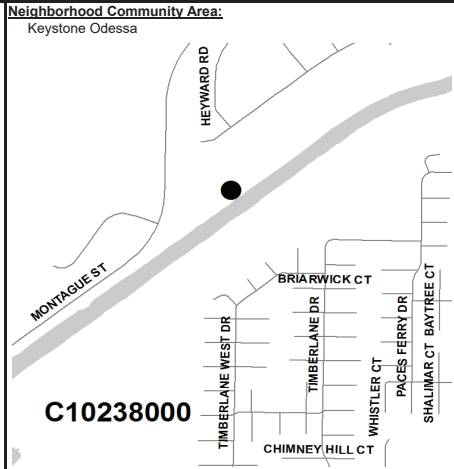 Neighborhood Community Area:
Keystone Odessa
HEYWARD RD
MONTAGUE ST
BRIARWICK CT
TIMBERLANE WEST DR
TIMBERLANE DR
WHISTLER CT
PACES FERRY DR
SHALIMAR CT
BAYTREE CT
C10238000
CHIMNEY HILL CT